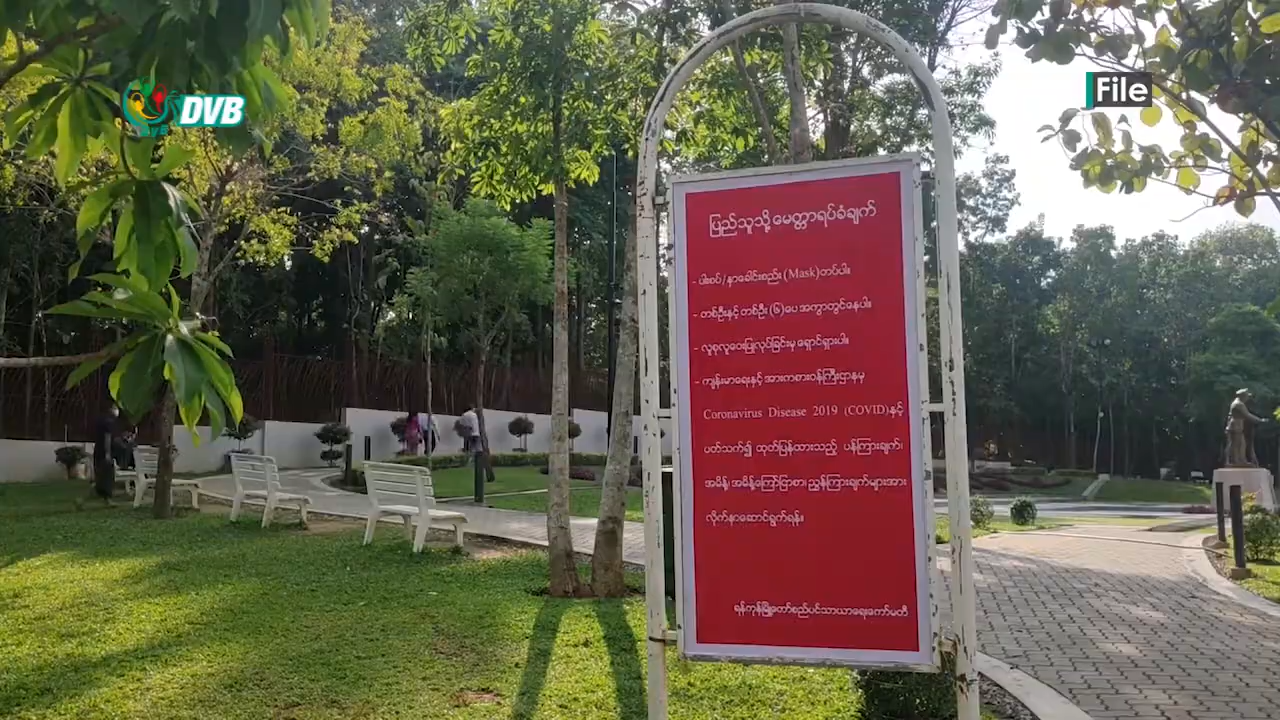 DVB
File
ပြည်သူသို့ မေတ္တာရပ်ခံချက်
- ပါးစပ်/နှာခေါင်းစည်း (Mask) တပ်ပါ။
- တစ်ဦးနှင့် တစ်ဦး (၆)ပေ အကွာတွင်နေပါ။
- လူစုလူဝေးပြုလုပ်ခြင်းမှ ရှောင်ရှားပါ။
- ကျန်းမာရေးနှင့် အားကစားဝန်ကြီးဌာနမှ
Coronavirus Disease 2019 (COVID)နှင့်
ပတ်သက်၍ ထုတ်ပြန်ထားသည့် ပန်ကြားချက်၊
အမိန့်၊ အမိန့်ကြော်ငြာစာ၊ ညွှန်ကြားချက်များအား
လိုက်နာဆောင်ရွက်ရန်။
ရန်ကုန်မြို့တော်စည်ပင်သာယာရေးကော်မတီ